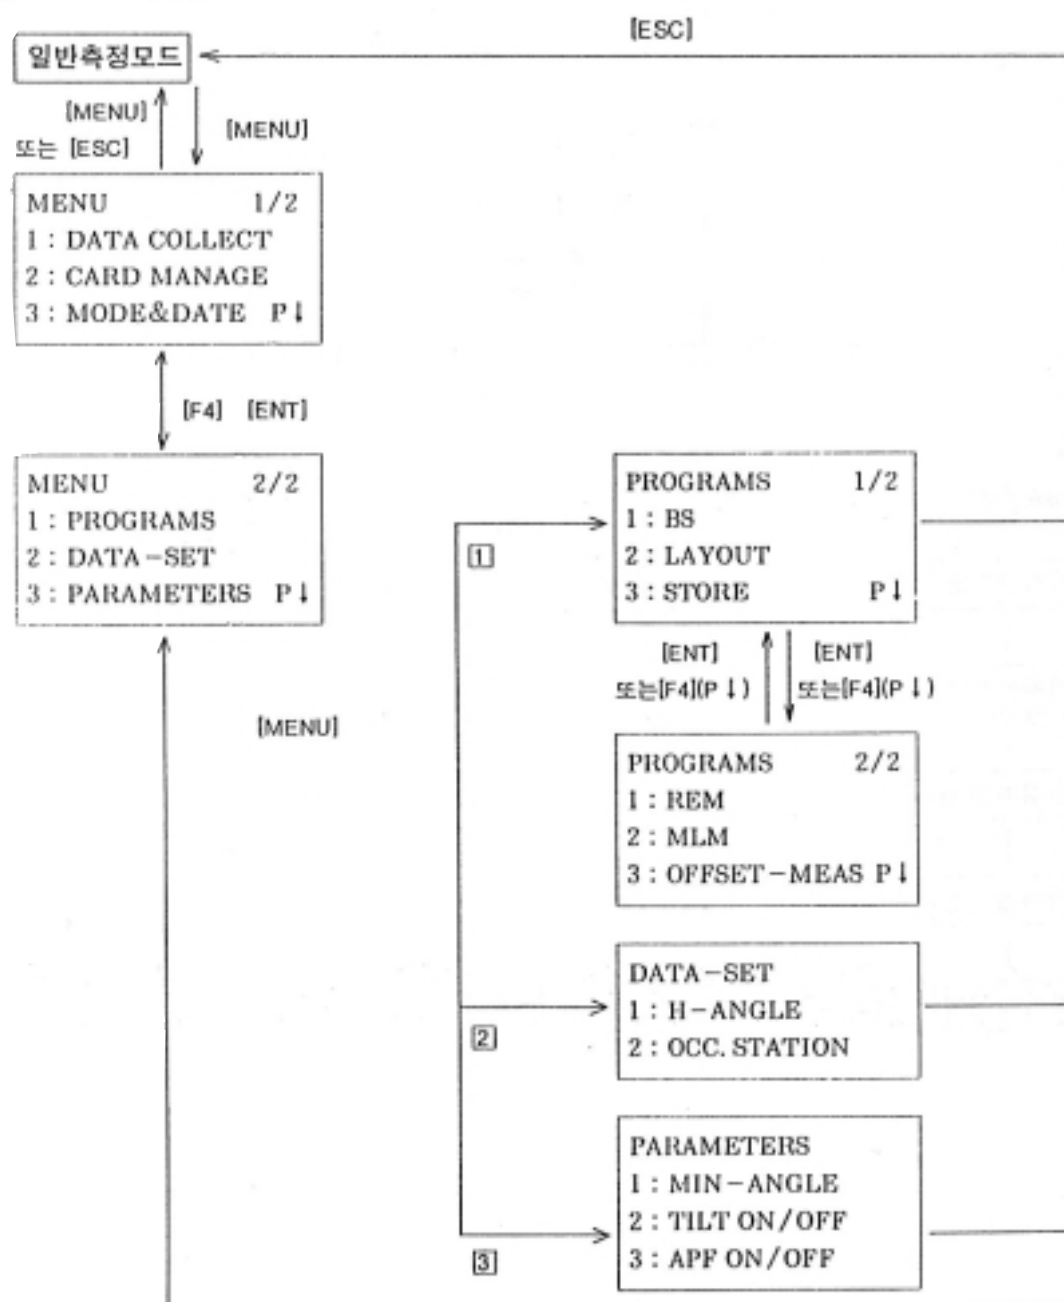 [ESC]
일반측정모드
[MENU]
또는 [ESC]
[MENU]
MENU 1/2
1 : DATA COLLECT
2 : CARD MANAGE
3 : MODE&DATE P↓
[F4] [ENT]
MENU 2/2
1 : PROGRAMS
2 : DATA-SET
3 : PARAMETERS P↓
[MENU]
1
PROGRAMS 1/2
1 : BS
2 : LAYOUT
3 : STORE P↓
[ENT]
또는[F4](P↓)
[ENT]
또는[F4](P↓)
PROGRAMS 2/2
1 : REM
2 : MLM
3 : OFFSET-MEAS P↓
2
DATA-SET
1 : H-ANGLE
2 : OCC. STATION
3
PARAMETERS
1 : MIN-ANGLE
2 : TILT ON/OFF
3 : APF ON/OFF